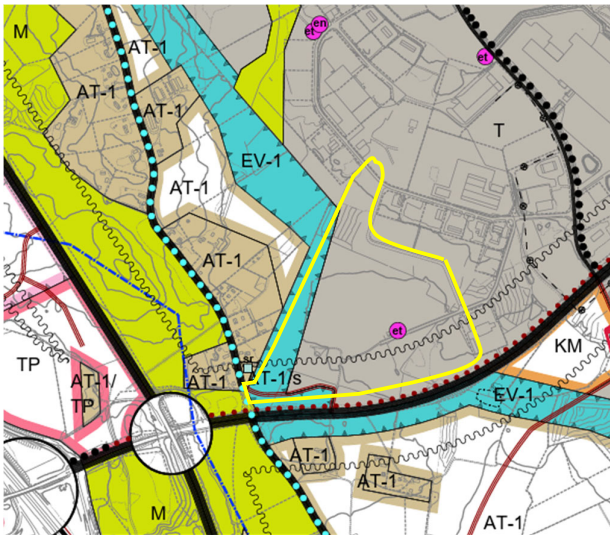 M
en
et
et
AT-1
AT-1
AT-1
T
EV-1
AT-1
AT-1
et
sr
TP
AT-1/
TP
AT-1
AT-1/s
KM
EV-1
AT-1
AT-1
M
AT-1